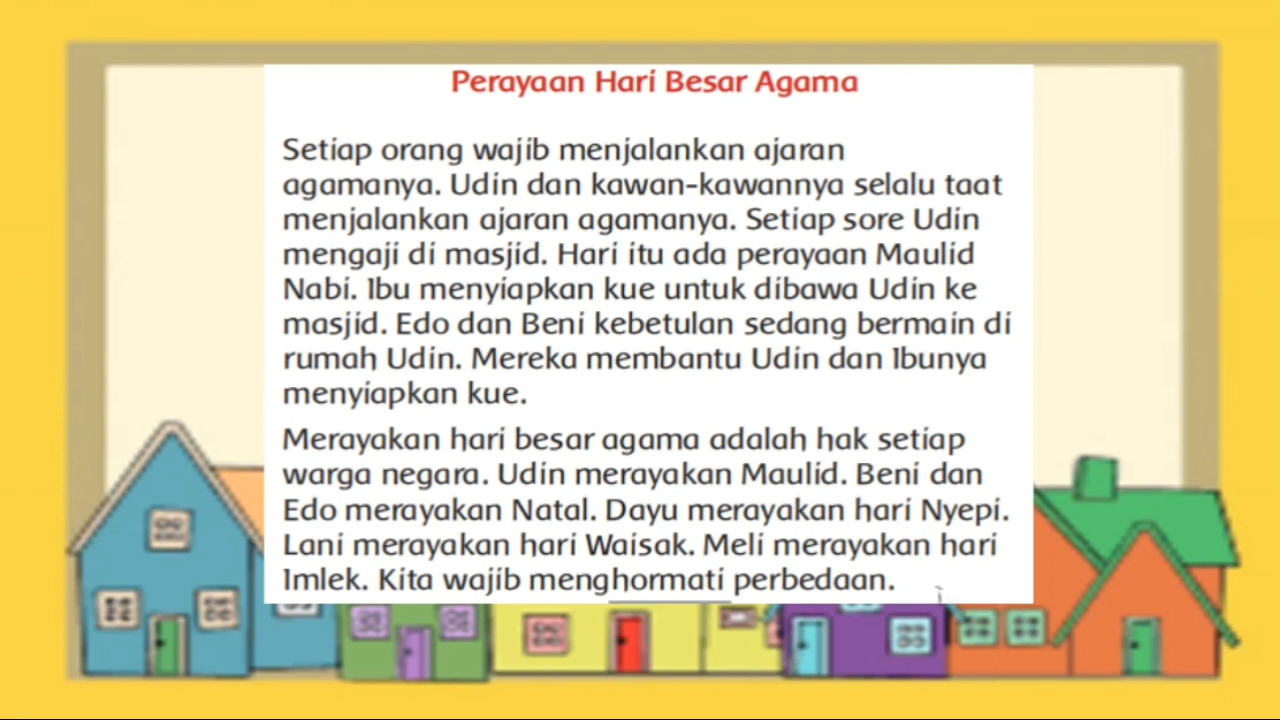 Perayaan Hari Besar Agama
Setiap orang wajib menjalankan ajaran
agamanya. Udin dan kawan-kawannya selalu taat
menjalankan ajaran agamanya. Setiap sore Udin
mengaji di masjid. Hari itu ada perayaan Maulid
Nabi. Ibu menyiapkan kue untuk dibawa Udin ke
masjid. Edo dan Beni kebetulan sedang bermain di
rumah Udin. Mereka membantu Udin dan Ibunya
menyiapkan kue.
Merayakan hari besar agama adalah hak setiap
warga negara. Udin merayakan Maulid. Beni dan
Edo merayakan Natal. Dayu merayakan hari Nyepi.
Lani merayakan hari Waisak. Meli merayakan hari
Imlek. Kita wajib menghormati perbedaan.